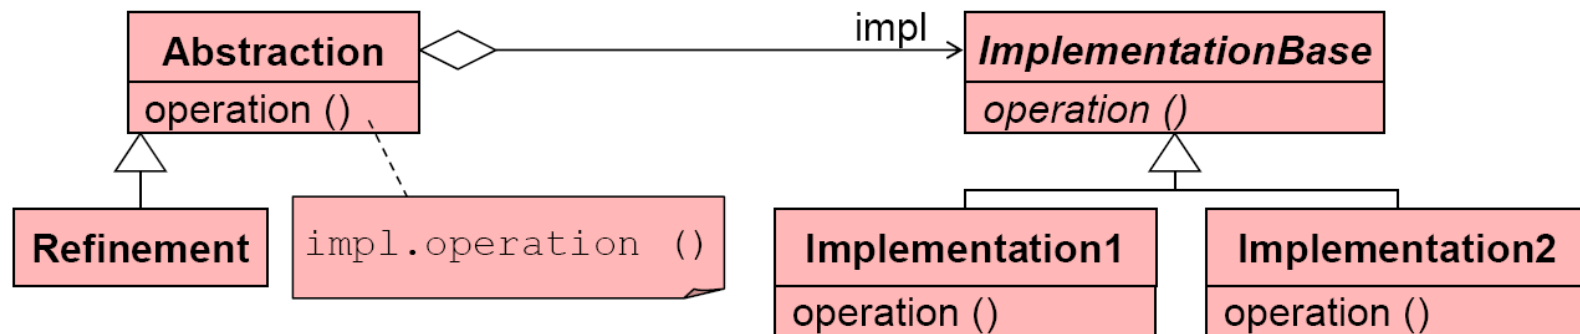 impl
Abstraction
ImplementationBase
operation ()
operation ()
Refinement
impl.operation ()
Implementation1
Implementation2
operation ()
operation ()